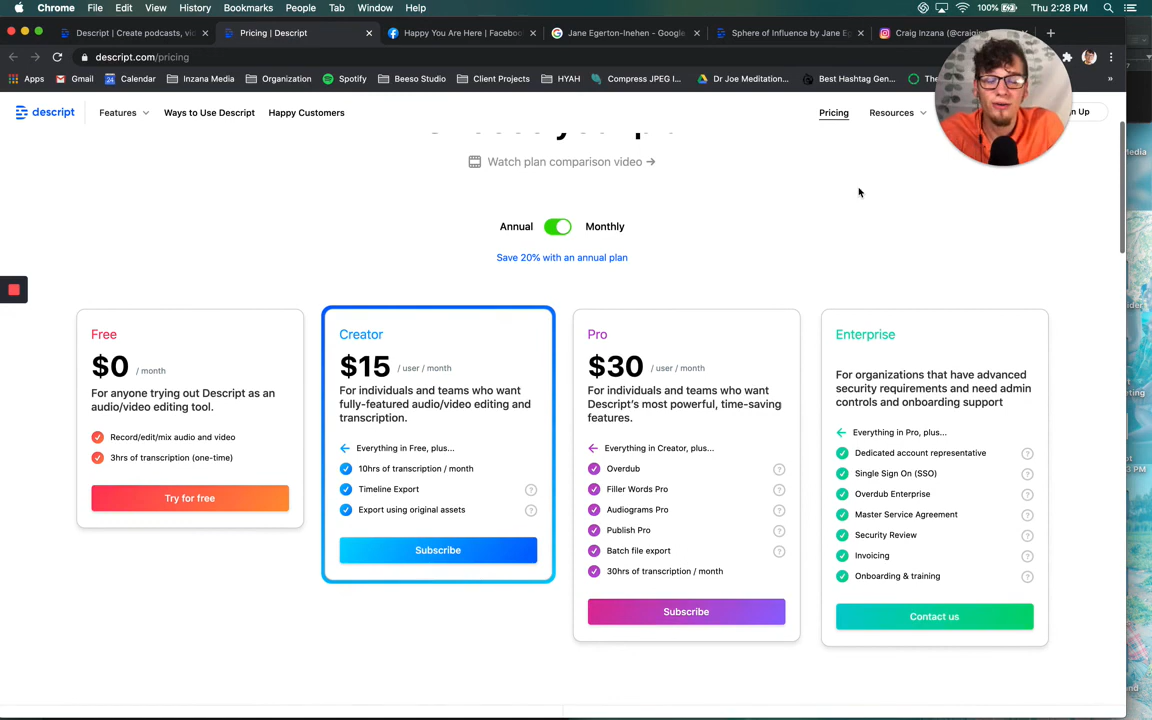 Chrome File Edit View History Bookmarks People Tab Window Help
100% Thu 2:28 PM
Descript | Create podcasts, vi
Pricing | Descript
Happy You Are Here | Faceboo
Jane Egerton-Inehen - Google
Sphere of Influence by Jane E
Craig Inzana (@craigin
descript.com/pricing
Apps Gmail Calendar Inzana Media Organization Spotify Beeso Studio Client Projects HYAH Compress JPEG I... Dr Joe Meditation... Best Hashtag Gen...
descript
Features
Ways to Use Descript
Happy Customers
Pricing
Resources
n Up
Watch plan comparison video →
Annual Monthly
Save 20% with an annual plan
Free
$0 / month
For anyone trying out Descript as an
audio/video editing tool.
Record/edit/mix audio and video
3hrs of transcription (one-time)
Try for free
Creator
$15 / user / month
For individuals and teams who want
fully-featured audio/video editing and
transcription.
Everything in Free, plus...
10hrs of transcription / month
Timeline Export
Export using original assets
Subscribe
Pro
$30 / user / month
For individuals and teams who want
Descript's most powerful, time-saving
features.
Everything in Creator, plus...
Overdub
Filler Words Pro
Audiograms Pro
Publish Pro
Batch file export
30hrs of transcription / month
Subscribe
Enterprise
For organizations that have advanced
security requirements and need admin
controls and onboarding support
Everything in Pro, plus...
Dedicated account representative
Single Sign On (SSO)
Overdub Enterprise
Master Service Agreement
Security Review
Invoicing
Onboarding & training
Contact us